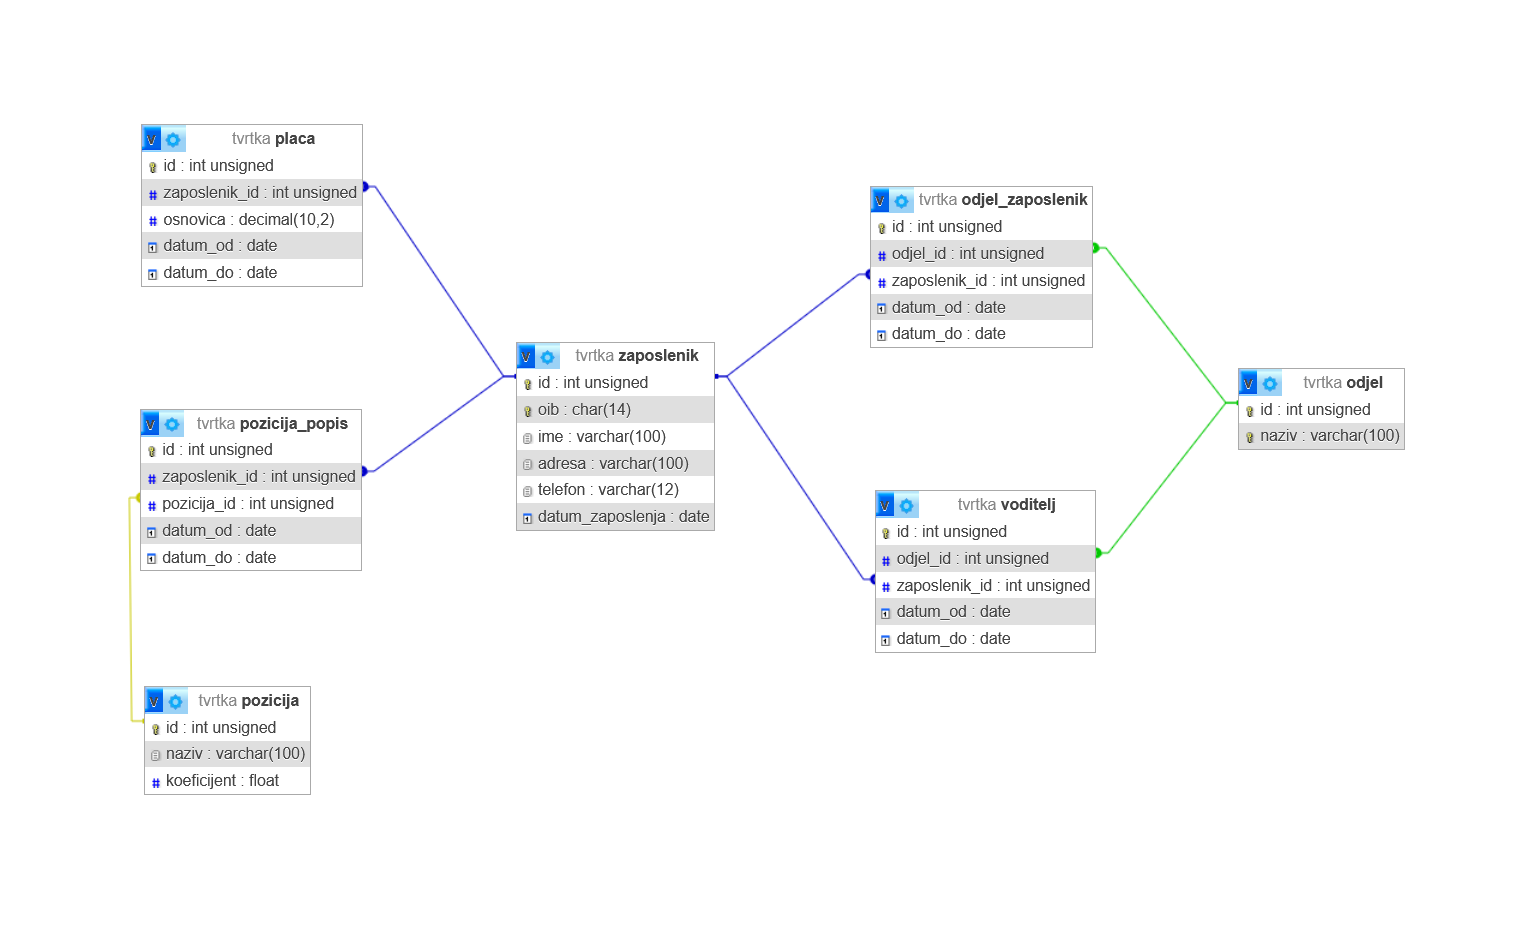 tvrtka placa
id : int unsigned
zaposlenik_id : int unsigned
osnovica : decimal(10,2)
datum_od : date
datum_do : date
tvrtka pozicija_popis
id : int unsigned
zaposlenik_id : int unsigned
pozicija_id : int unsigned
datum_od : date
datum_do : date
tvrtka pozicija
id : int unsigned
naziv : varchar(100)
koeficijent : float
tvrtka zaposlenik
id : int unsigned
oib : char(14)
ime : varchar(100)
adresa : varchar(100)
telefon : varchar(12)
datum_zaposlenja : date
tvrtka odjel_zaposlenik
id : int unsigned
odjel_id : int unsigned
zaposlenik_id : int unsigned
datum_od : date
datum_do : date
tvrtka voditelj
id : int unsigned
odjel_id : int unsigned
zaposlenik_id : int unsigned
datum_od : date
datum_do : date
tvrtka odjel
id : int unsigned
naziv : varchar(100)